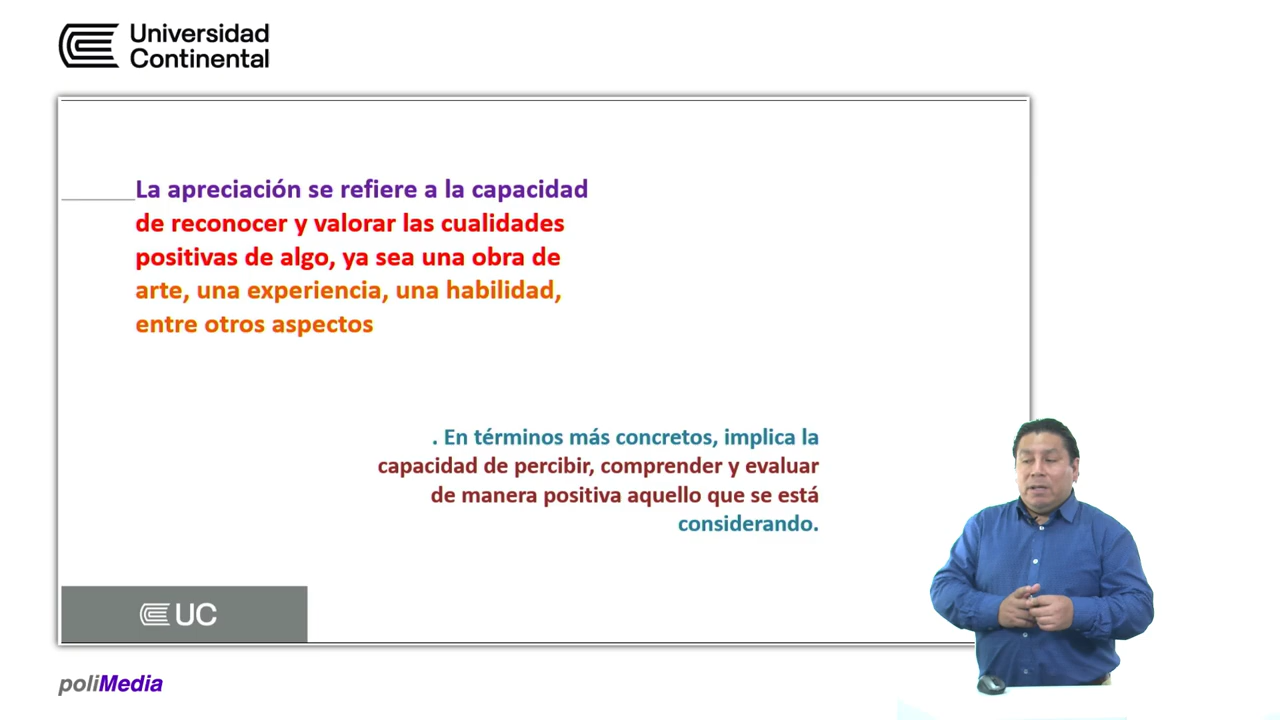 Universidad
Continental
La apreciación se refiere a la capacidad
de reconocer y valorar las cualidades
positivas de algo, ya sea una obra de
arte, una experiencia, una habilidad,
entre otros aspectos
. En términos más concretos, implica la
capacidad de percibir, comprender y evaluar
de manera positiva aquello que se está
considerando.
UC
poliMedia